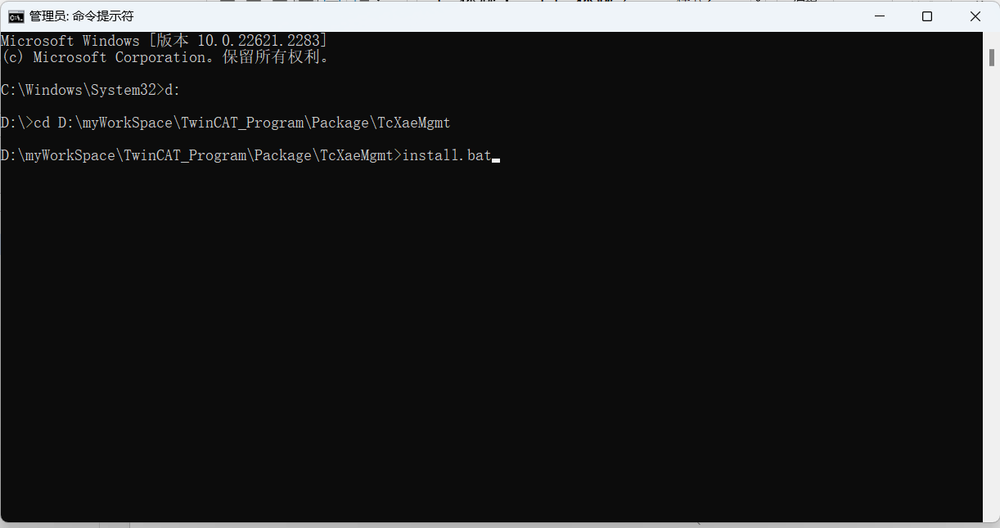 管理员: 命令提示符
Microsoft Windows [版本 10.0.22621.2283]
(c) Microsoft Corporation。保留所有权利。
C:\Windows\System32>d:
D:\>cd D:\myWorkSpace\TwinCAT_Program\Package\TcXaeMgmt
D:\myWorkSpace\TwinCAT_Program\Package\TcXaeMgmt>install.bat